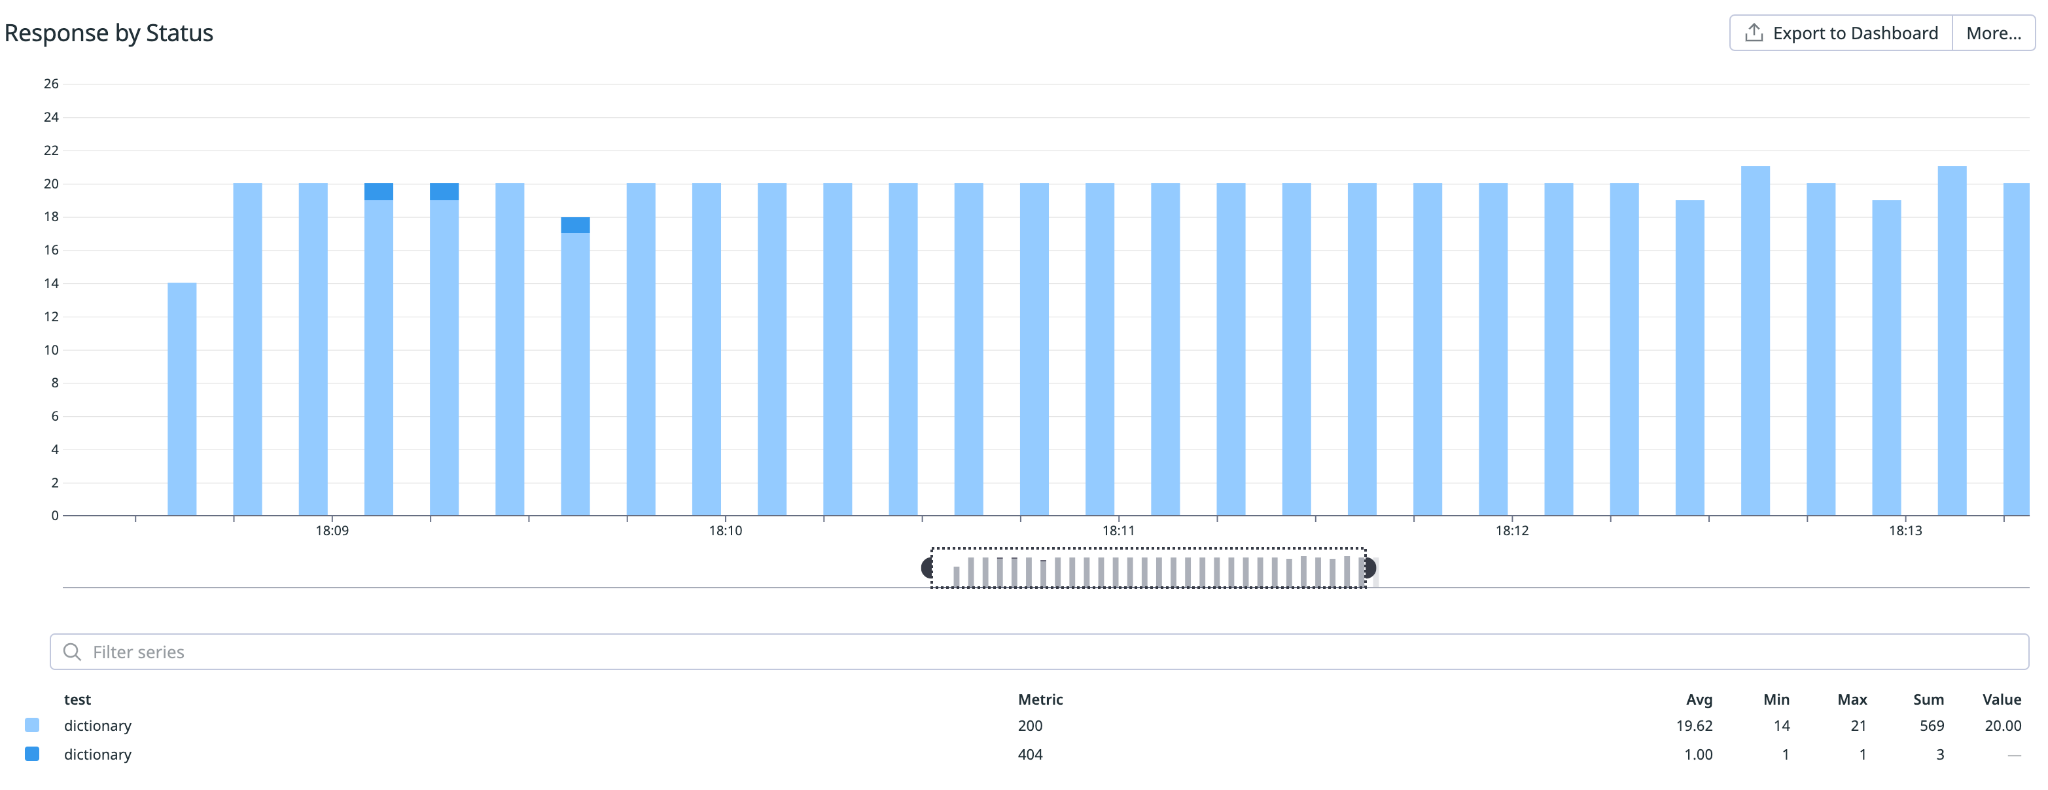 Response by Status
Export to Dashboard More...
26
24
22
20
18
16
14
12
10
8
6
4
2
0
18:09 18:10 18:11 18:12 18:13
Filter series
test Metric Avg Min Max Sum Value
dictionary 200 19.62 14 21 569 20.00
dictionary 404 1.00 1 1 3 —